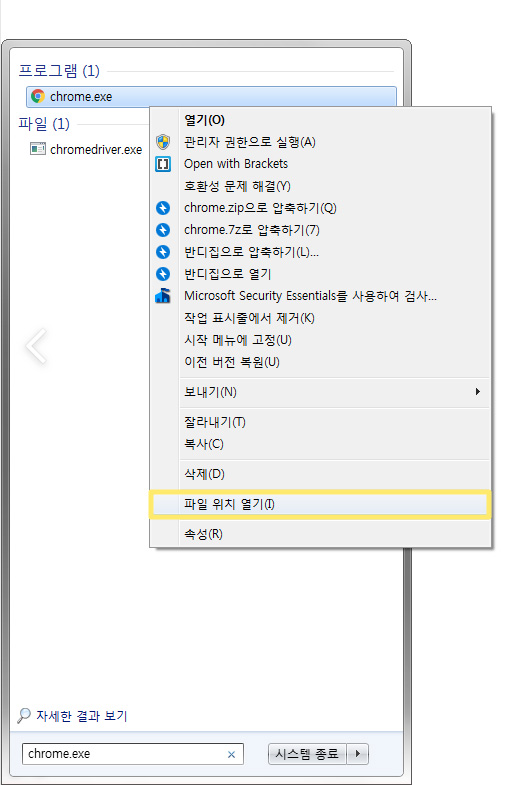 프로그램 (1)
chrome.exe
파일 (1)
chromedriver.exe
열기(O)
관리자 권한으로 실행(A)
Open with Brackets
호환성 문제 해결(Y)
chrome.zip으로 압축하기(Q)
chrome.7z로 압축하기(7)
반디집으로 압축하기(L)...
반디집으로 열기
Microsoft Security Essentials를 사용하여 검사...
작업 표시줄에서 제거(K)
시작 메뉴에 고정(U)
이전 버전 복원(U)
보내기(N)
잘라내기(T)
복사(C)
삭제(D)
파일 위치 열기(I)
속성(R)
자세한 결과 보기
chrome.exe
시스템 종료